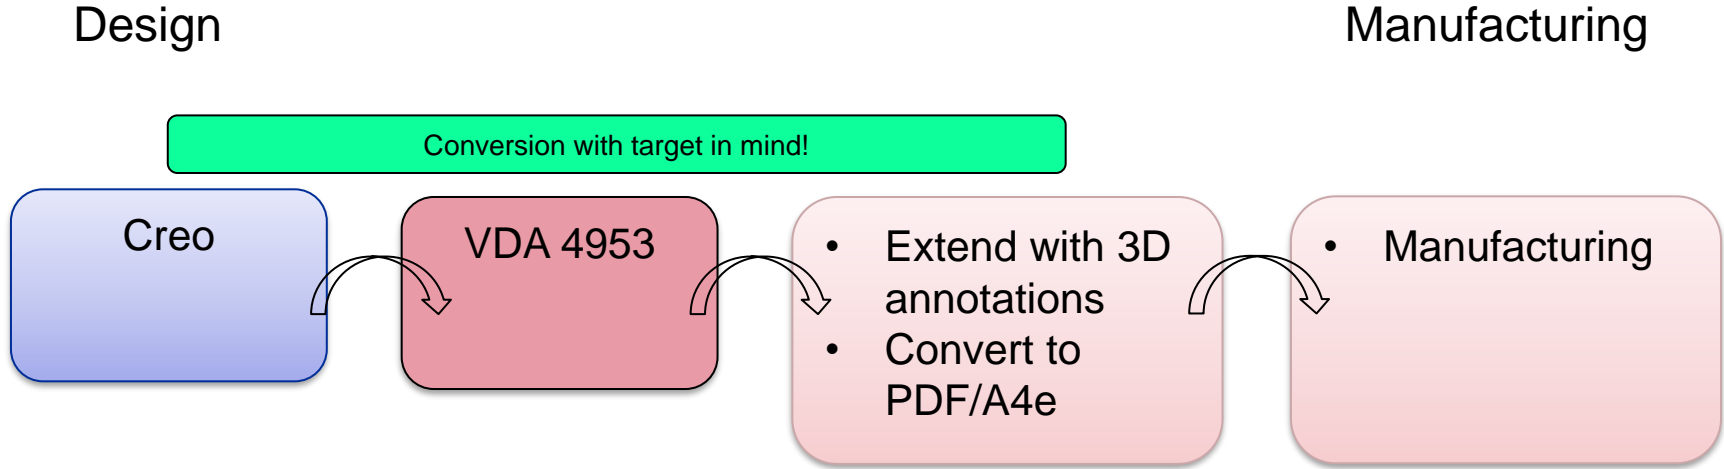 Design
Manufacturing
Conversion with target in mind!
Creo
VDA 4953
• Extend with 3D
annotations
• Convert to
PDF/A4e
• Manufacturing